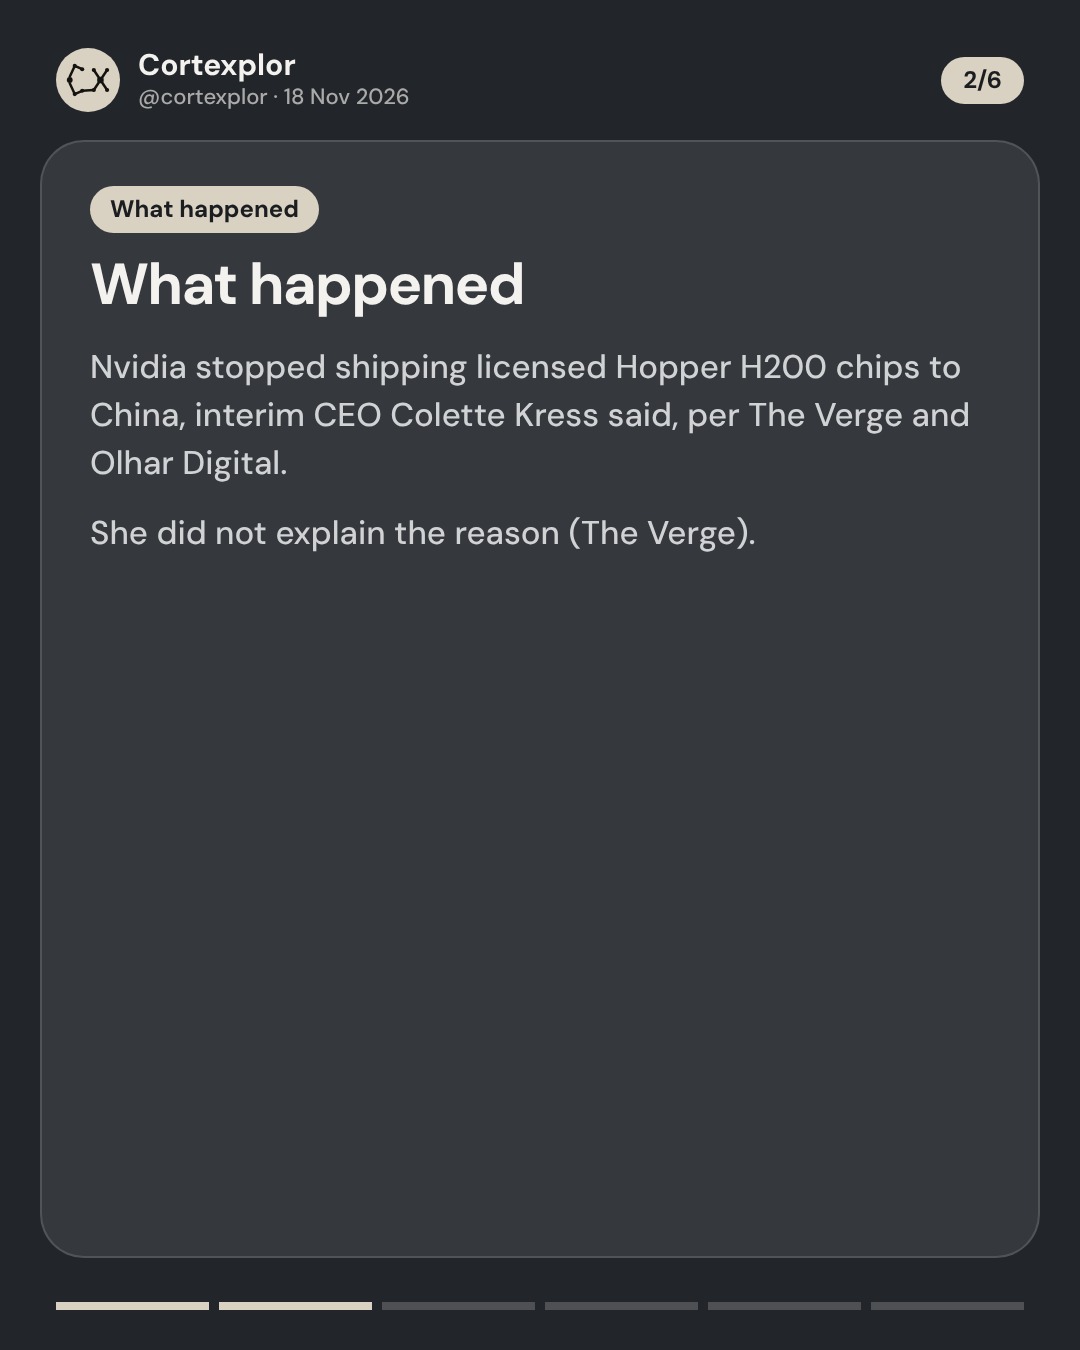 Cortexplor
@cortexplor · 18 Nov 2026
2/6
What happened
What happened
Nvidia stopped shipping licensed Hopper H200 chips to
China, interim CEO Colette Kress said, per The Verge and
Olhar Digital.
She did not explain the reason (The Verge).